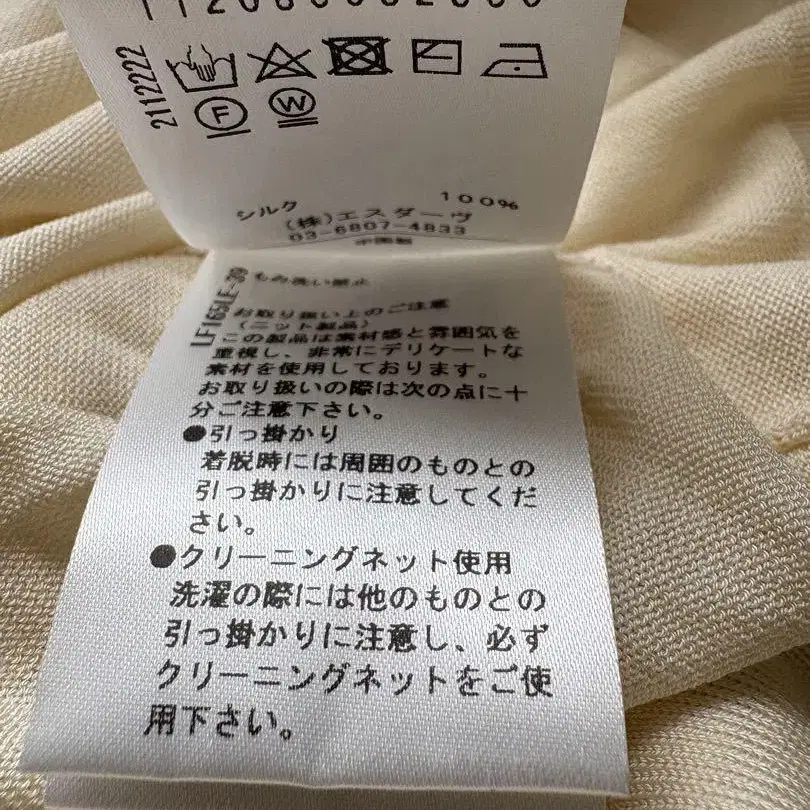 2112222
F
W
シルク 100%
(株)エスダーヴ
03-6807-4833
中国製
LF165LE-30
もみ洗い禁止
お取り扱い上のご注意
(ニット製品)
この製品は素材感と雰囲気を
重視し、非常にデリケートな
素材を使用しております。
お取り扱いの際は次の点に十
分ご注意下さい。
●引っ掛かり
着脱時には周囲のものとの
引っ掛かりに注意してくだ
さい。
●クリーニングネット使用
洗濯の際には他のものとの
引っ掛かりに注意し、必ず
クリーニングネットをご使
用下さい。